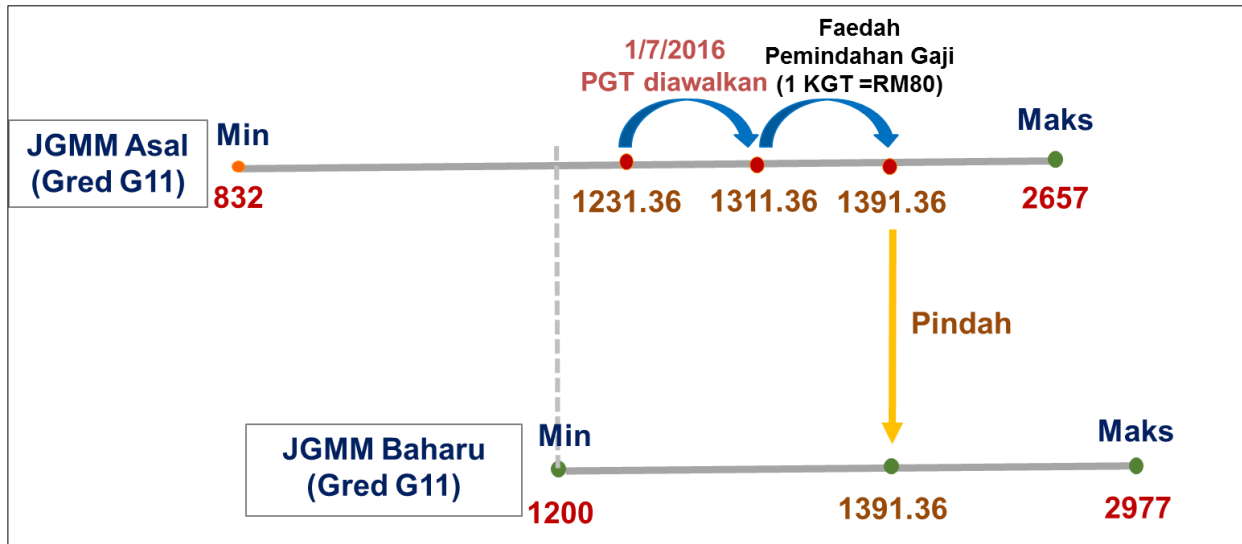 1/7/2016
PGT diawalkan
Faedah
Pemindahan Gaji
(1 KGT =RM80)
JGMM Asal
(Gred G11)
Min
Maks
832
1231.36
1311.36
1391.36
2657
Pindah
JGMM Baharu
(Gred G11)
Min
Maks
1200
1391.36
2977